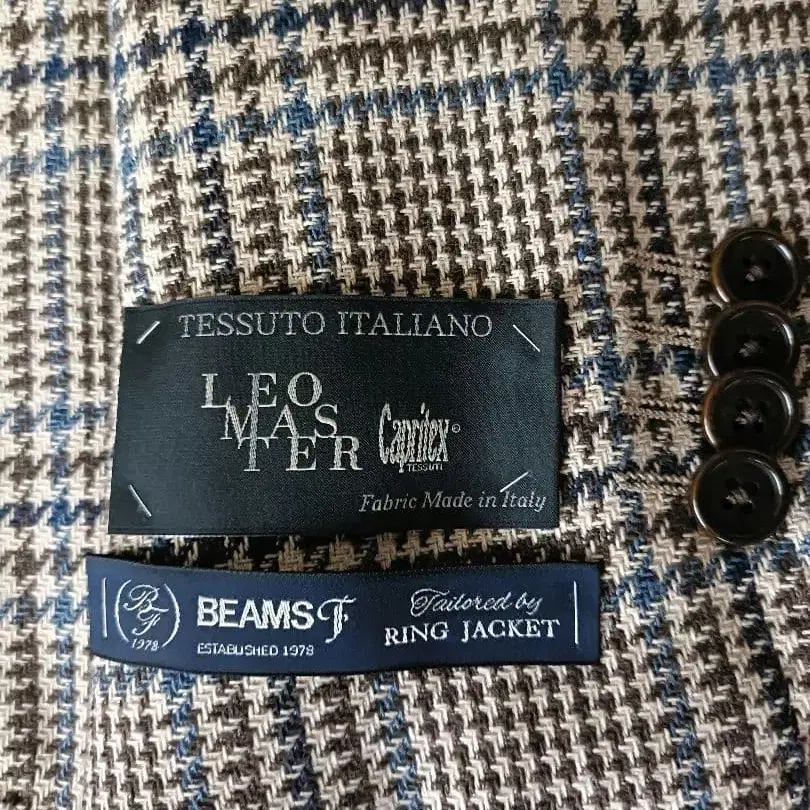 TESSUTO ITALIANO
LEO
MAS
TER
Capritex©
TESSUTI
Fabric Made in Italy
BF
1978
BEAMS F
ESTABLISHED 1978
Tailored by
RING JACKET